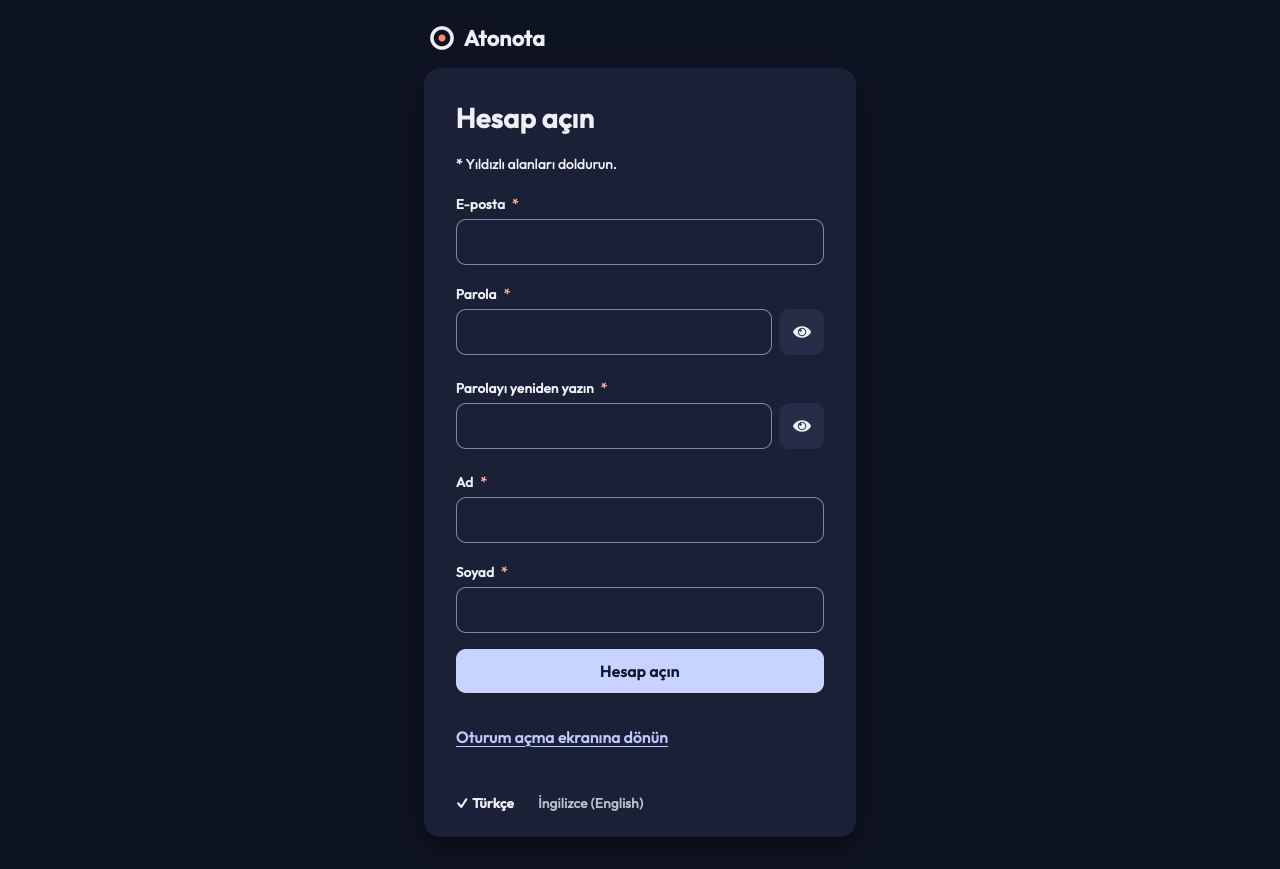 Atonota
Hesap açın
* Yıldızlı alanları doldurun.
E-posta *
Parola *
Parolayı yeniden yazın *
Ad *
Soyad *
Hesap açın
Oturum açma ekranına dönün
Türkçe İngilizce (English)